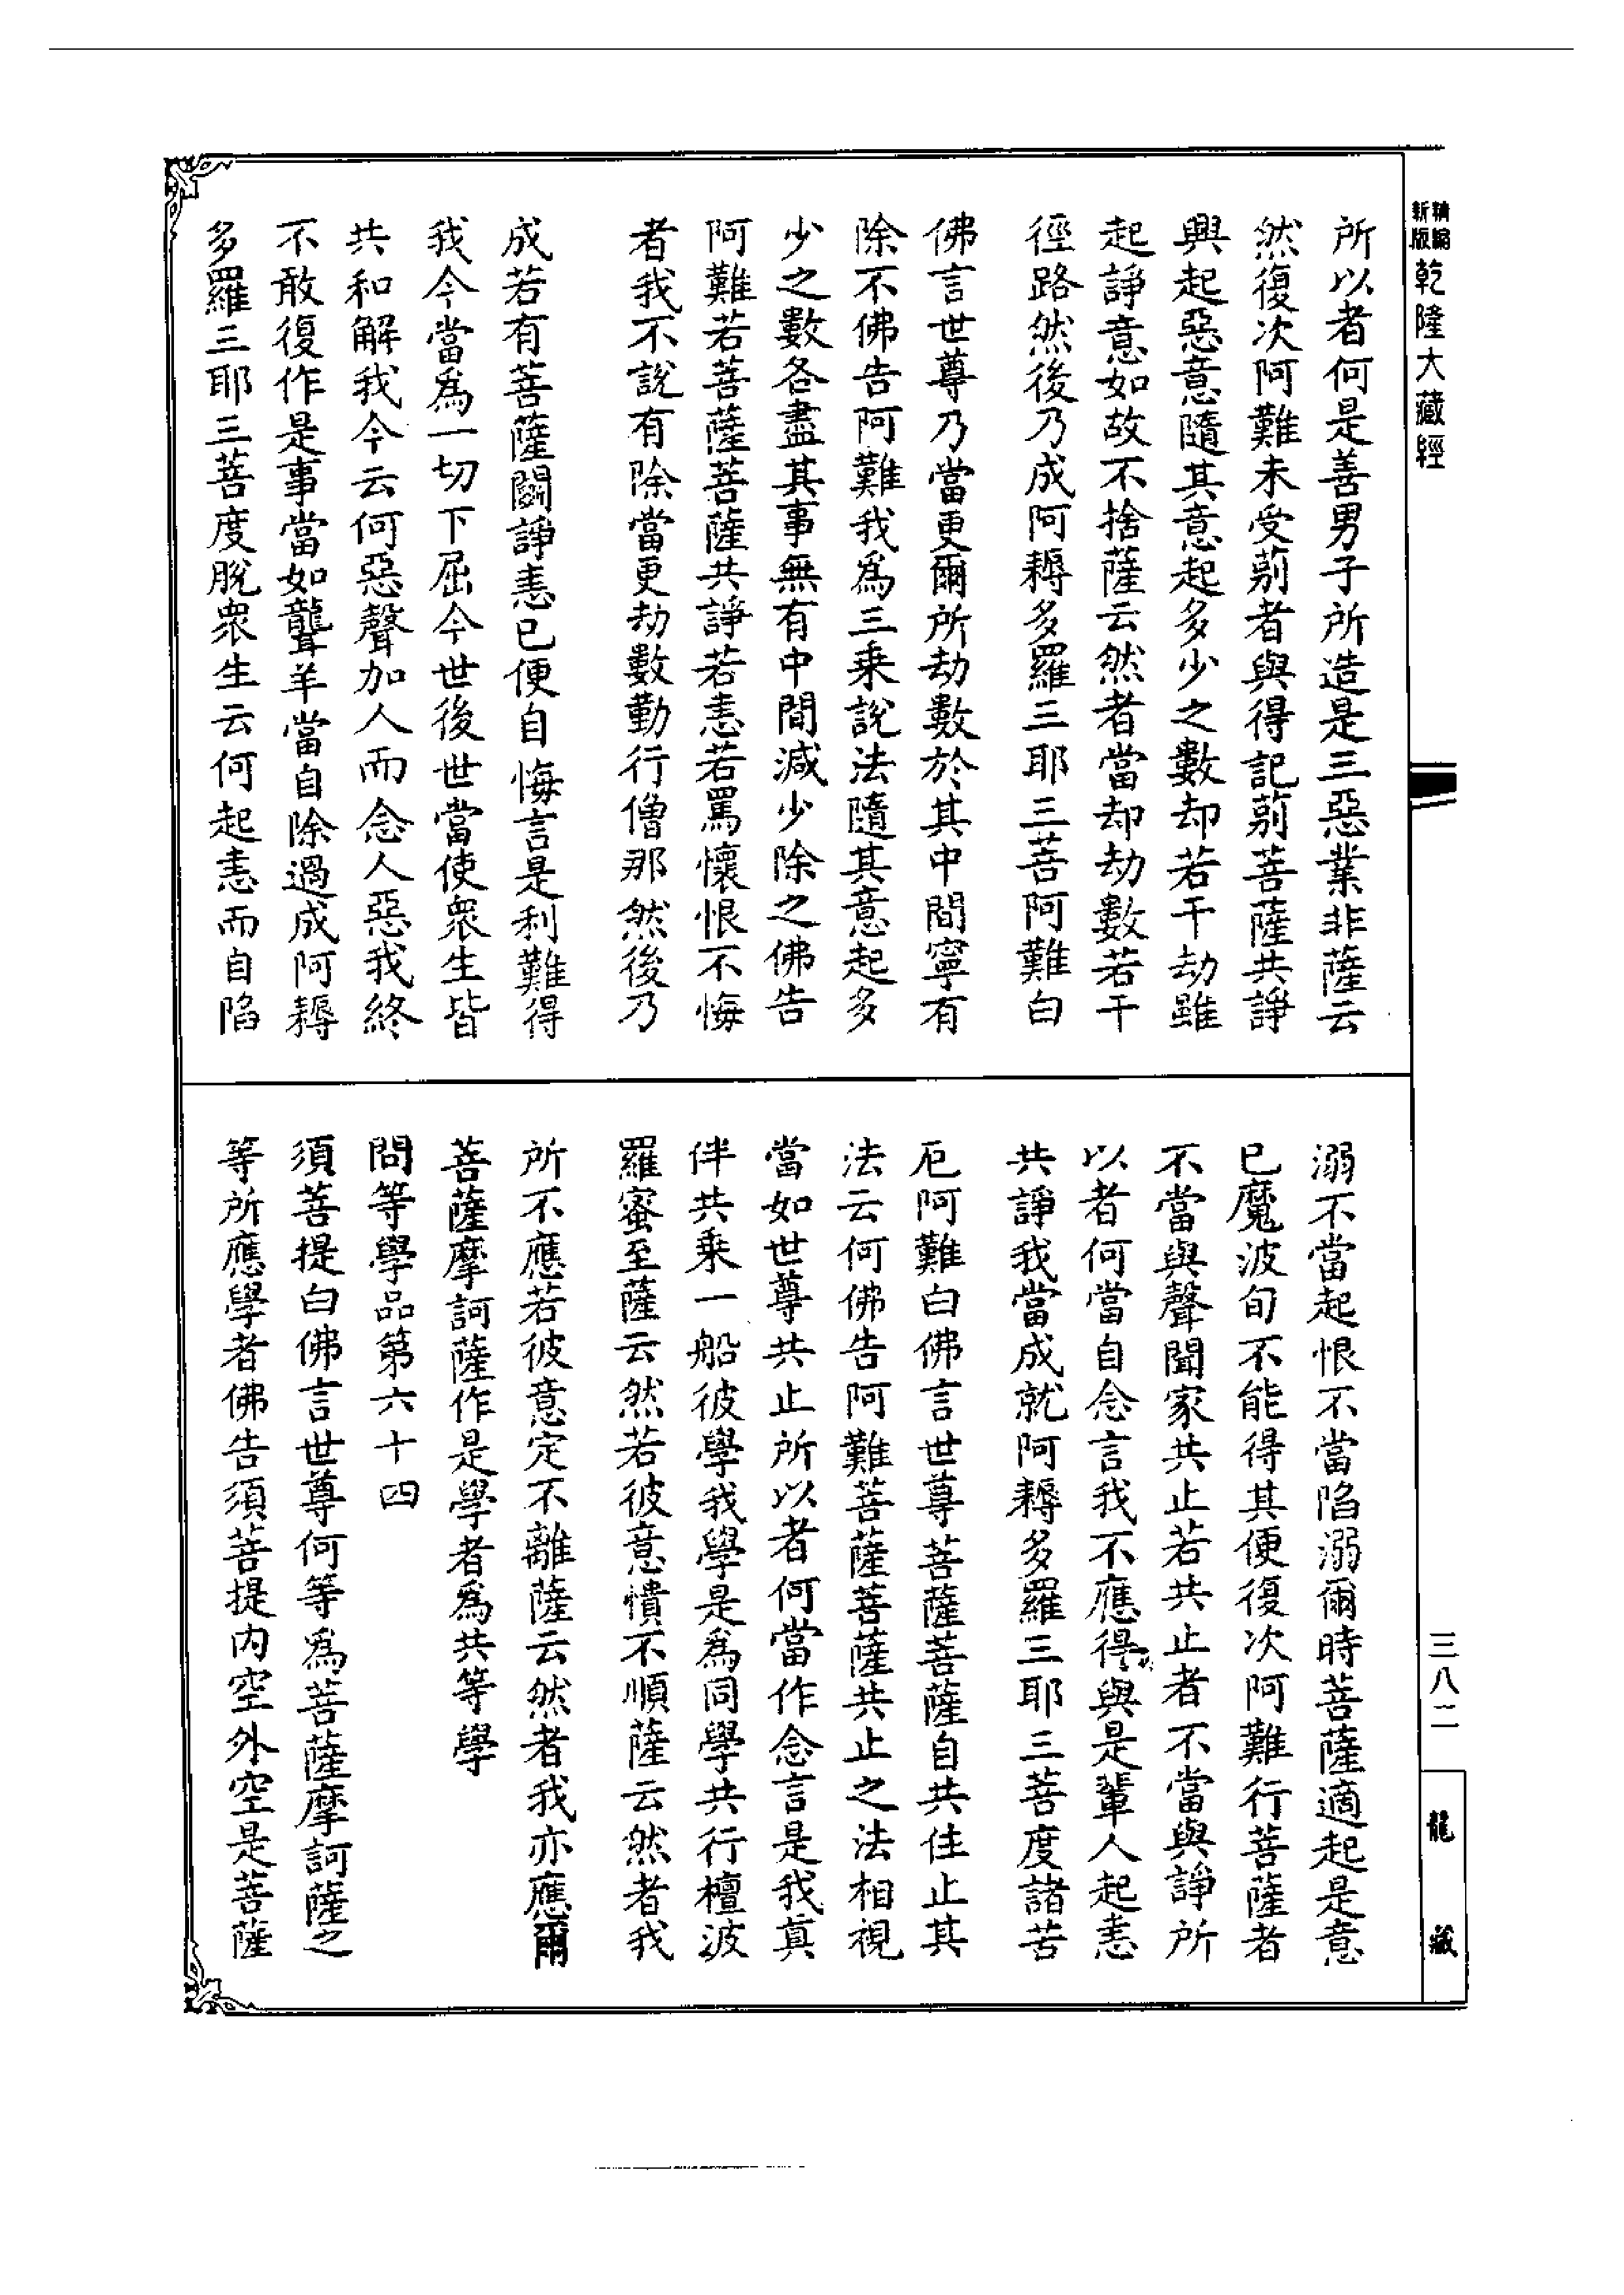 新編
新版
乾隆大藏經
所以者何是善男子所造是三惡業非薩云
然復次阿難未受莂者與得記莂菩薩共諍
興起惡意隨其意起多少之數却若干劫雖
起諍意如故不捨薩云然者當却劫數若干
徑路然後乃成阿耨多羅三耶三菩阿難白
佛言世尊乃當更爾所劫數於其中間寧有
除不佛告阿難我為三乘說法隨其意起多
少之數各盡其事無有中間減少除之佛告
阿難若菩薩菩薩共諍若恚若罵懷恨不悔
者我不說有除當更劫數勤行僧那然後乃
成若有菩薩鬭諍恚已便自悔言是利難得
我今當為一切下屈今世後世當使眾生皆
共和解我今云何惡聲加人而念人惡我終
不敢復作是事當如聾羊當自除過成阿耨
多羅三耶三菩度脫眾生云何起恚而自陷
溺不當起恨不當陷溺爾時菩薩適起是意
已魔波旬不能得其便復次阿難行菩薩者
不當與聲聞家共止若共止者不當與諍所
以者何當自念言我不應得與是輩人起恚
共諍我當成就阿耨多羅三耶三菩度諸苦
厄阿難白佛言世尊菩薩菩薩自共住止其
法云何佛告阿難菩薩菩薩共止之法相視
當如世尊共止所以者何當作念言是我真
伴共乘一船彼學我學是為同學共行檀波
羅蜜至薩云然若彼意憒不順薩云然者我
所不應若彼意定不離薩云然者我亦應爾
菩薩摩訶薩作是學者為共等學
問等學品第六十四
須菩提白佛言世尊何等為菩薩摩訶薩之
等所應學者佛告須菩提內空外空是菩薩
三八二
龍藏